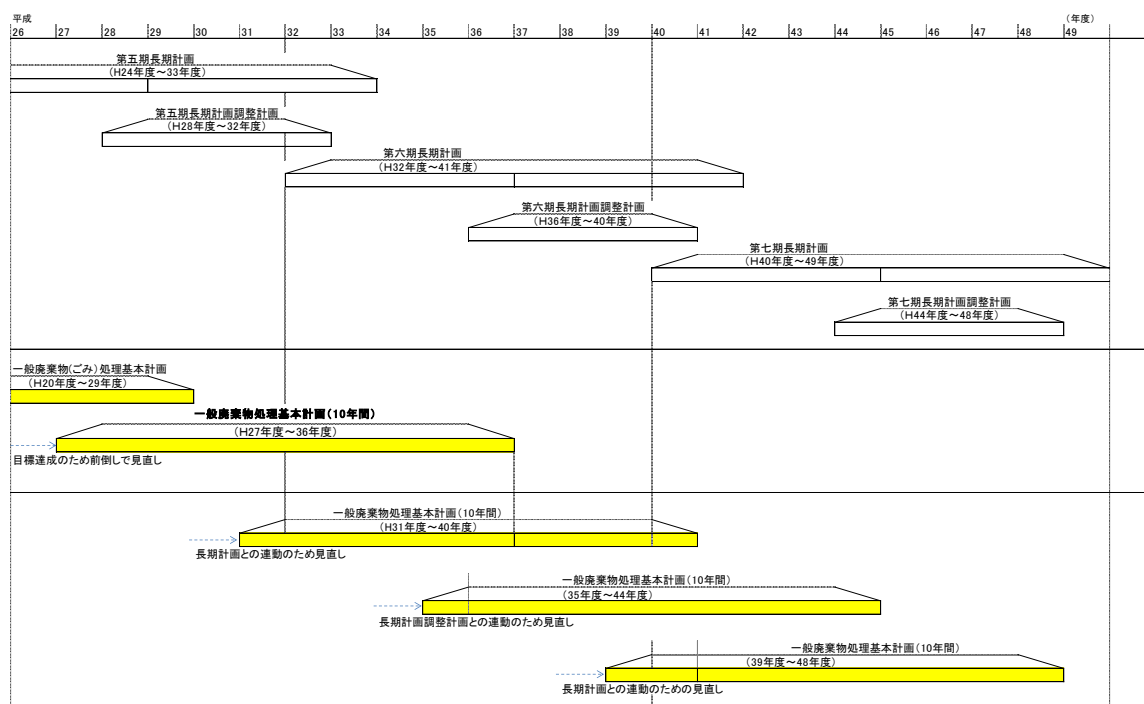 平成
(年度)
26 27 28 29 30 31 32 33 34 35 36 37 38 39 40 41 42 43 44 45 46 47 48 49
第五期長期計画
(H24年度～33年度)
第五期長期計画調整計画
(H28年度～32年度)
第六期長期計画
(H32年度～41年度)
第六期長期計画調整計画
(H36年度～40年度)
第七期長期計画
(H40年度～49年度)
第七期長期計画調整計画
(H44年度～48年度)
一般廃棄物(ごみ)処理基本計画
(H20年度～29年度)
一般廃棄物処理基本計画(10年間)
(H27年度～36年度)
目標達成のため前倒しで見直し
一般廃棄物処理基本計画(10年間)
(H31年度～40年度)
長期計画との連動のため見直し
一般廃棄物処理基本計画(10年間)
(35年度～44年度)
長期計画調整計画との連動のため見直し
一般廃棄物処理基本計画(10年間)
(39年度～48年度)
長期計画との連動のための見直し